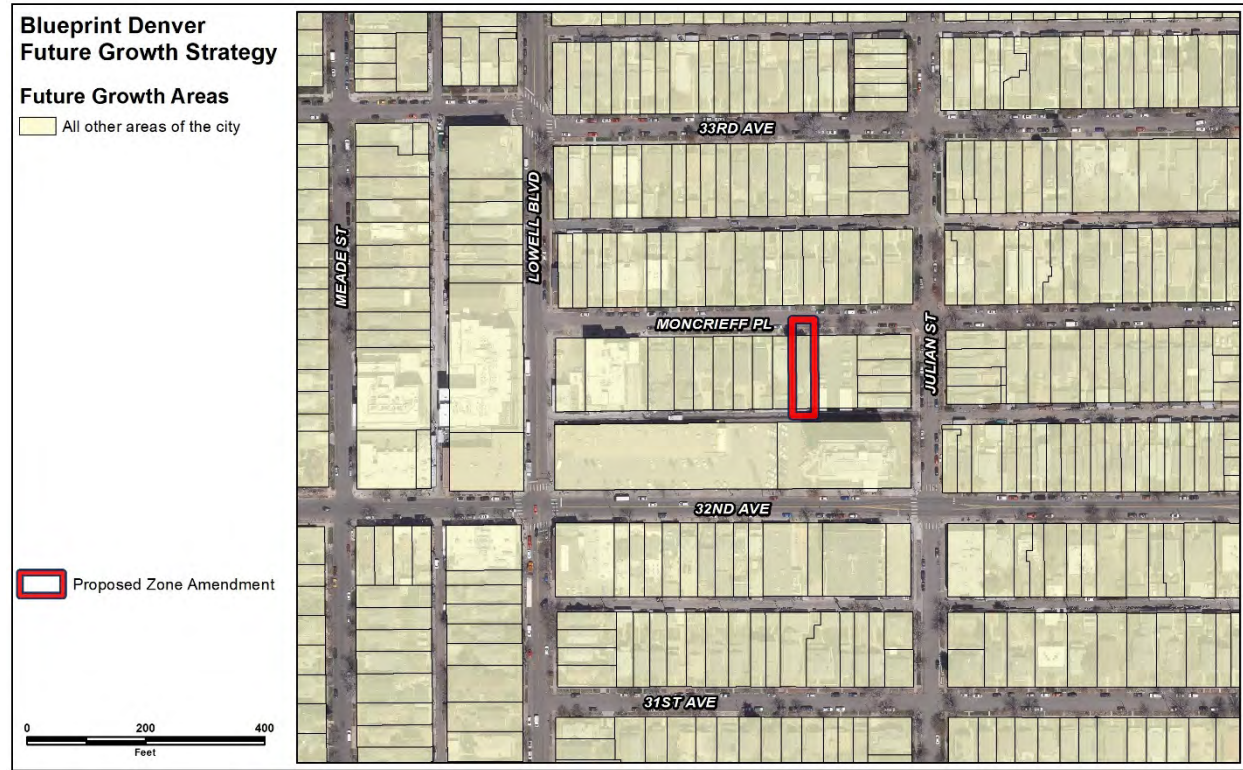 Blueprint Denver
Future Growth Strategy
Future Growth Areas
All other areas of the city
Proposed Zone Amendment
0 200 400
Feet
33RD AVE
MEADE ST
LOWELL BLVD
MONCRIEFF PL
JULIAN ST
32ND AVE
31ST AVE